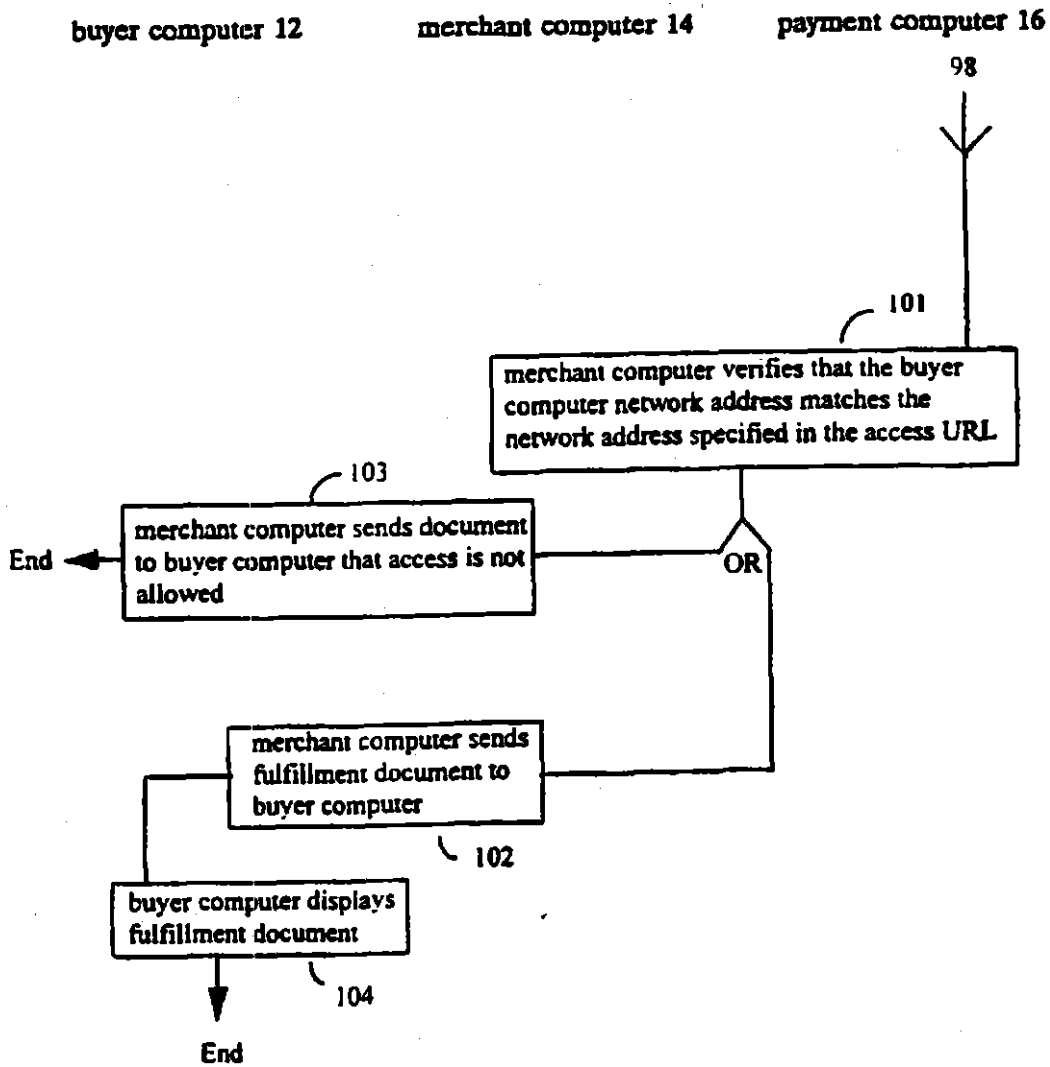 buyer computer 12 merchant computer 14 payment computer 16
98
101
merchant computer verifies that the buyer
computer network address matches the
network address specified in the access URL
103
merchant computer sends document
to buyer computer that access is not
allowed
End
OR
merchant computer sends
fulfillment document to
buyer computer
102
buyer computer displays
fulfillment document
104
End